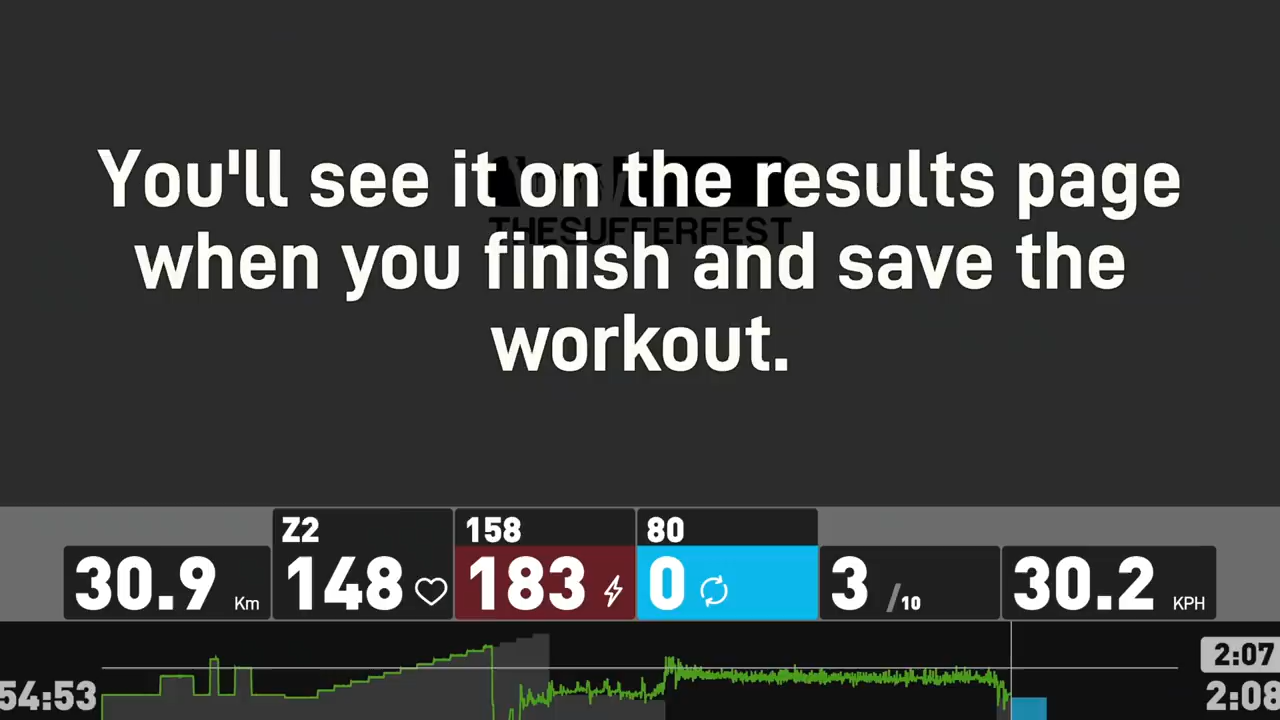 You'll see it on the results page
THESUFFERFEST
when you finish and save the
workout.
Z2
158
80
30.9 Km
148
183
0
3 /10
30.2 KPH
54:53
2:07
2:08